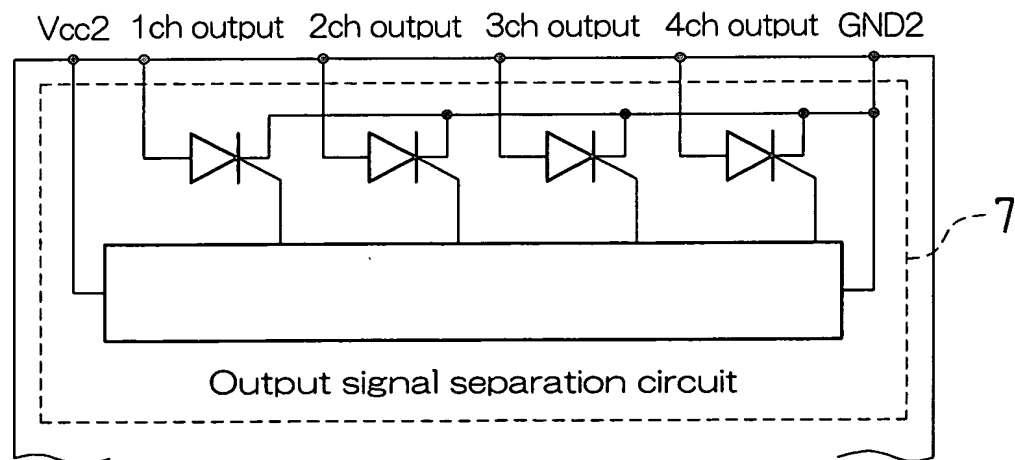 Vcc2 1ch output 2ch output 3ch output 4ch output GND2
7
Output signal separation circuit